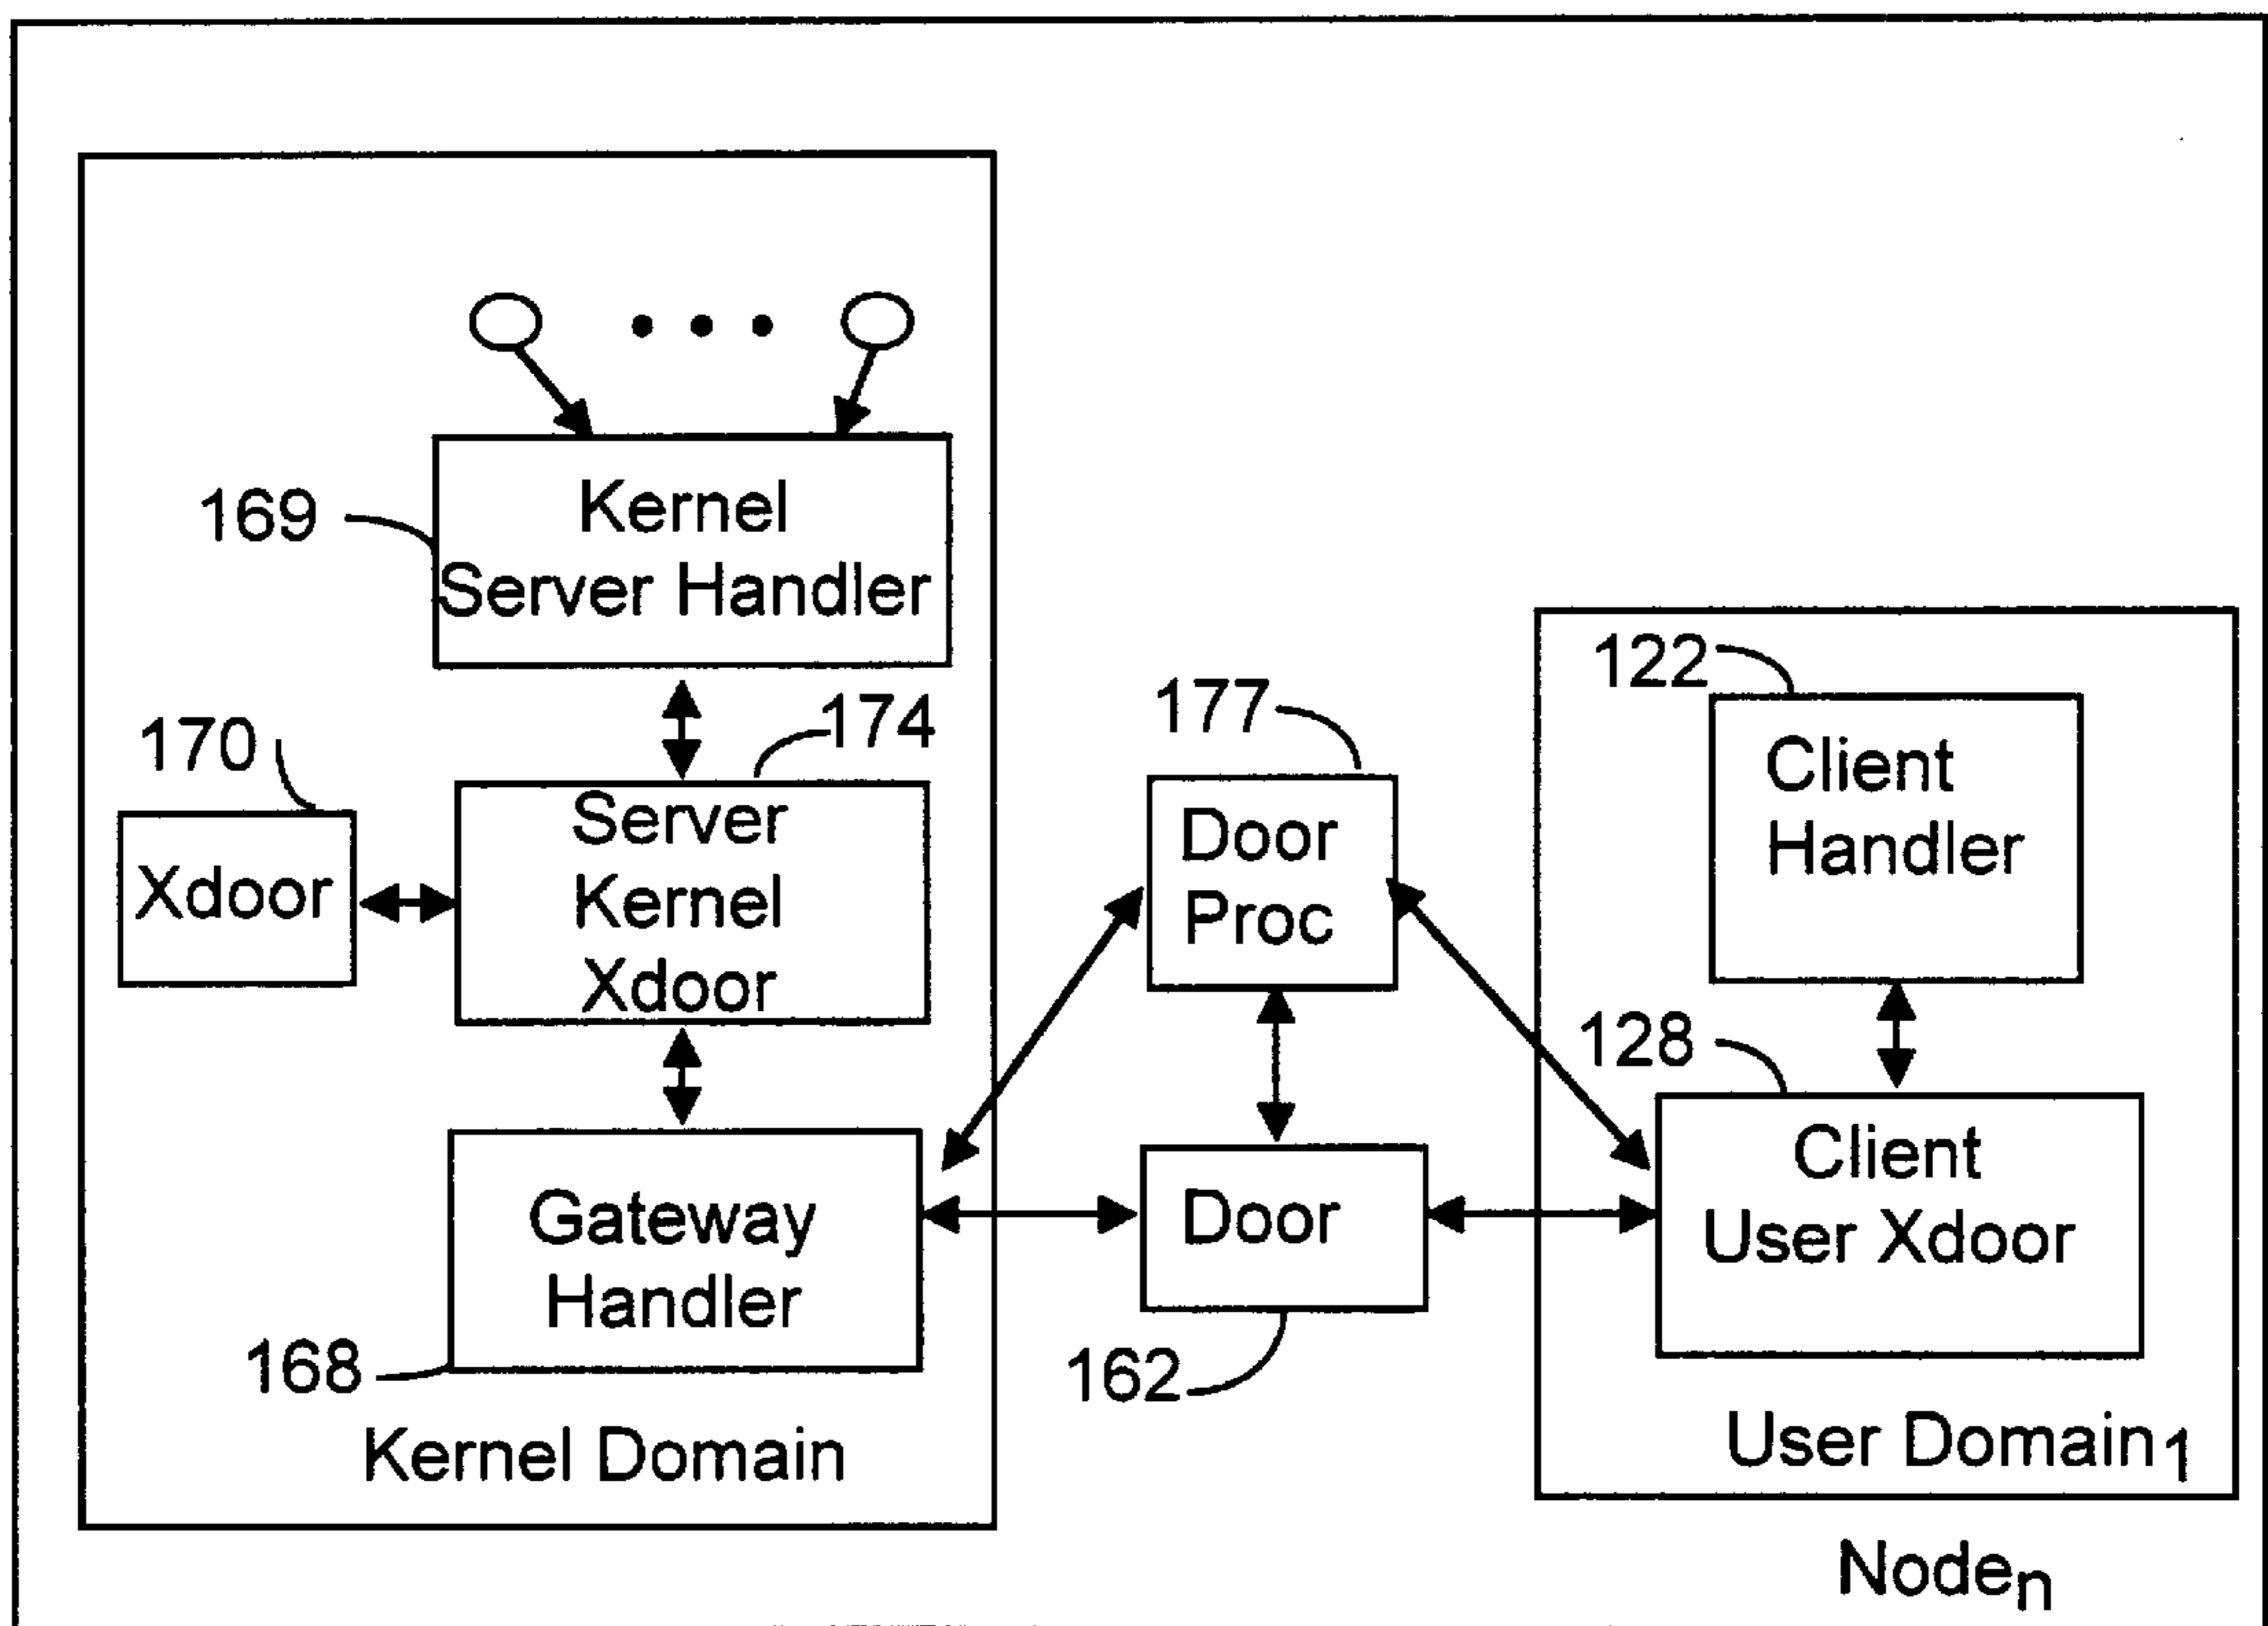 169
Kernel
Server Handler
170
174
Xdoor
Server
Kernel
Xdoor
168
Gateway
Handler
Kernel Domain
177
Door
Proc
Door
162
122
Client
Handler
128
Client
User Xdoor
User Domain1
Noden